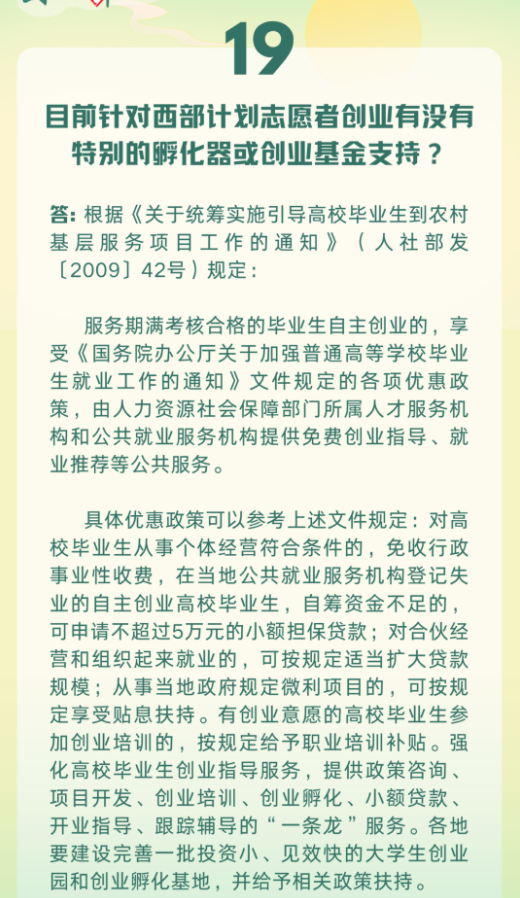 19
目前针对西部计划志愿者创业有没有
特别的孵化器或创业基金支持？
答：根据《关于统筹实施引导高校毕业生到农村
基层服务项目工作的通知》（人社部发
〔2009〕42号）规定：
服务期满考核合格的毕业生自主创业的，享
受《国务院办公厅关于加强普通高等学校毕业
生就业工作的通知》文件规定的各项优惠政
策，由人力资源社会保障部门所属人才服务机
构和公共就业服务机构提供免费创业指导、就
业推荐等公共服务。
具体优惠政策可以参考上述文件规定：对高
校毕业生从事个体经营符合条件的，免收行政
事业性收费，在当地公共就业服务机构登记失
业的自主创业高校毕业生，自筹资金不足的，
可申请不超过5万元的小额担保贷款；对合伙经
营和组织起来就业的，可按规定适当扩大贷款
规模；从事当地政府规定微利项目的，可按规
定享受贴息扶持。有创业意愿的高校毕业生参
加创业培训的，按规定给予职业培训补贴。强
化高校毕业生创业指导服务，提供政策咨询、
项目开发、创业培训、创业孵化、小额贷款、
开业指导、跟踪辅导的“一条龙”服务。各地
要建设完善一批投资小、见效快的大学生创业
园和创业孵化基地，并给予相关政策扶持。